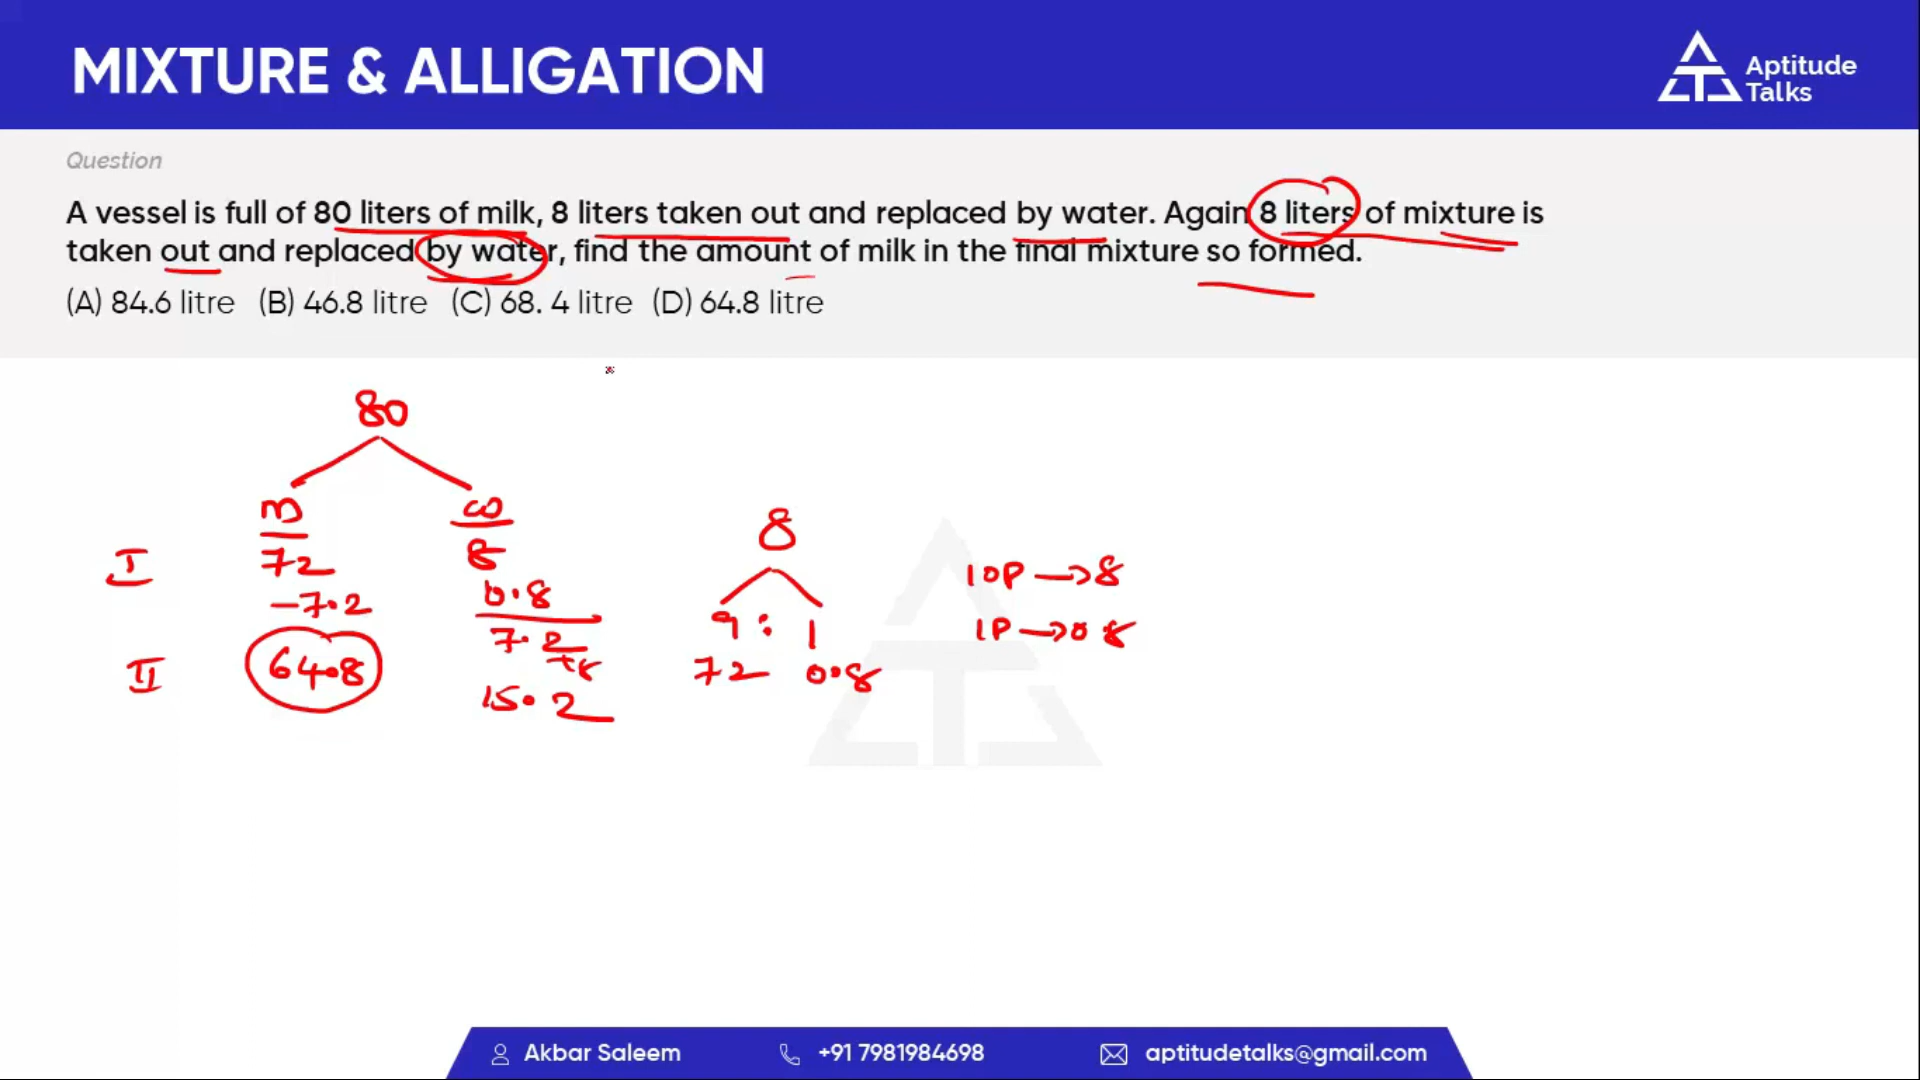 MIXTURE & ALLIGATION
Aptitude
Talks
Question
A vessel is full of 80 liters of milk, 8 liters taken out and replaced by water. Again 8 liters of mixture is
taken out and replaced by water, find the amount of milk in the final mixture so formed.
(A) 84.6 litre (B) 46.8 litre (C) 68. 4 litre (D) 64.8 litre
80
m w
I 72 8
-7.2 0.8
II 64.8 7.2
+8
15.2
8
9 : 1
72 0.8
10P → 8
1P → 0 8
Akbar Saleem +91 7981984698 aptitudetalks@gmail.com